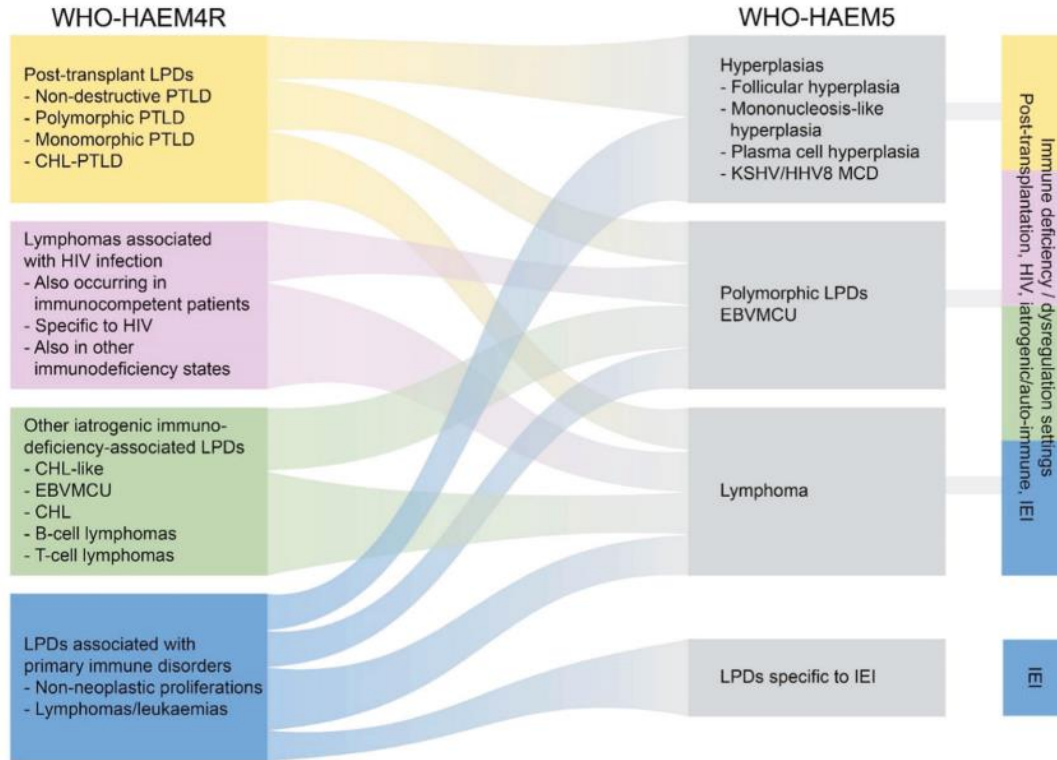 WHO-HAEM4R
WHO-HAEM5
Post-transplant LPDs
- Non-destructive PTLD
- Polymorphic PTLD
- Monomorphic PTLD
- CHL-PTLD
Lymphomas associated
with HIV infection
- Also occurring in
immunocompetent patients
- Specific to HIV
- Also in other
immunodeficiency states
Other iatrogenic immuno-
deficiency-associated LPDs
- CHL-like
- EBVMCU
- CHL
- B-cell lymphomas
- T-cell lymphomas
LPDs associated with
primary immune disorders
- Non-neoplastic proliferations
- Lymphomas/leukaemias
Hyperplasias
- Follicular hyperplasia
- Mononucleosis-like
hyperplasia
- Plasma cell hyperplasia
- KSHV/HHV8 MCD
Polymorphic LPDs
EBVMCU
Lymphoma
LPDs specific to IEI
Immune deficiency / dysregulation settings
Post-transplantation, HIV, iatrogenic/auto-immune, IEI
IEI